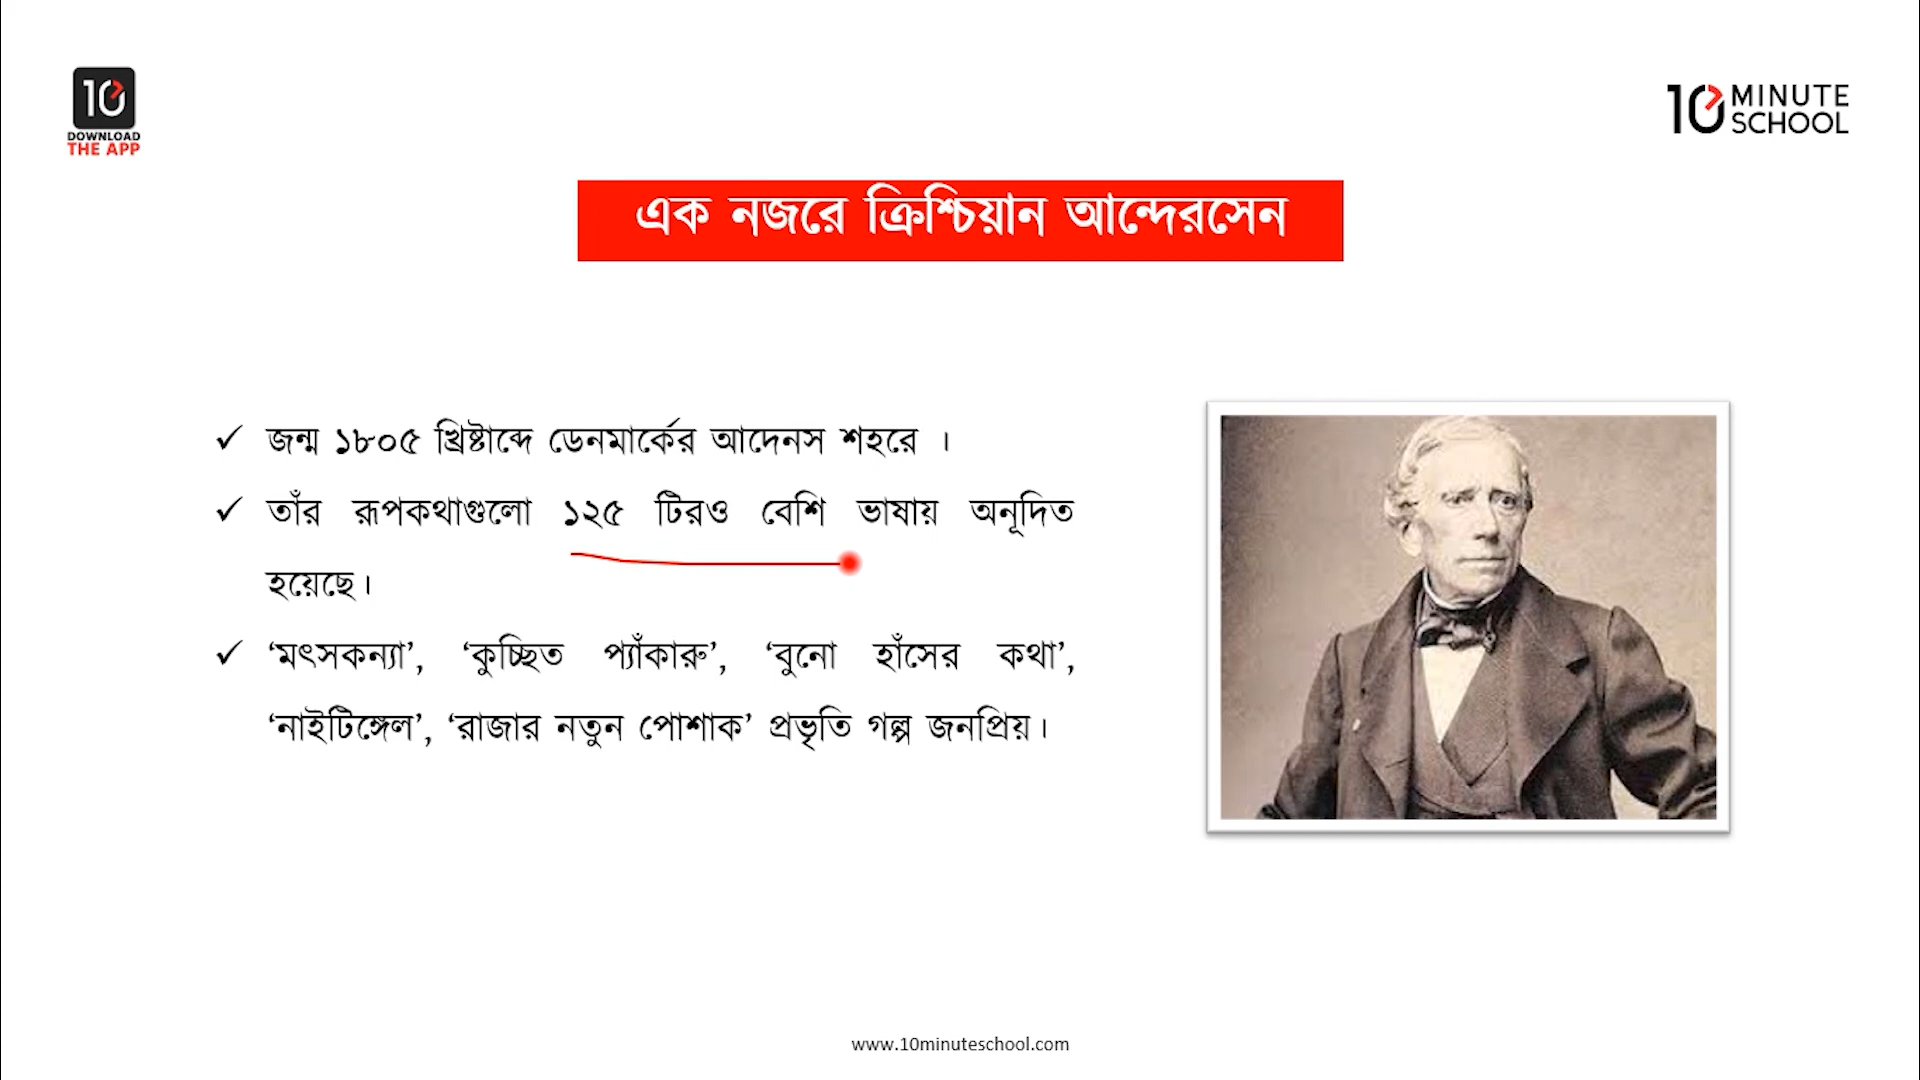 10
DOWNLOAD
THE APP
10 MINUTE
SCHOOL
এক নজরে ক্রিশ্চিয়ান আন্দেরসেন
✓ জন্ম ১৮০৫ খ্রিষ্টাব্দে ডেনমার্কের আদেনস শহরে ।
✓ তাঁর রূপকথাগুলো ১২৫ টিরও বেশি ভাষায় অনূদিত
হয়েছে।
✓ ‘মৎসকন্যা’, ‘কুচ্ছিত প্যাঁকারু’, ‘বুনো হাঁসের কথা’,
‘নাইটিঙ্গেল’, ‘রাজার নতুন পোশাক’ প্রভৃতি গল্প জনপ্রিয়।
www.10minuteschool.com